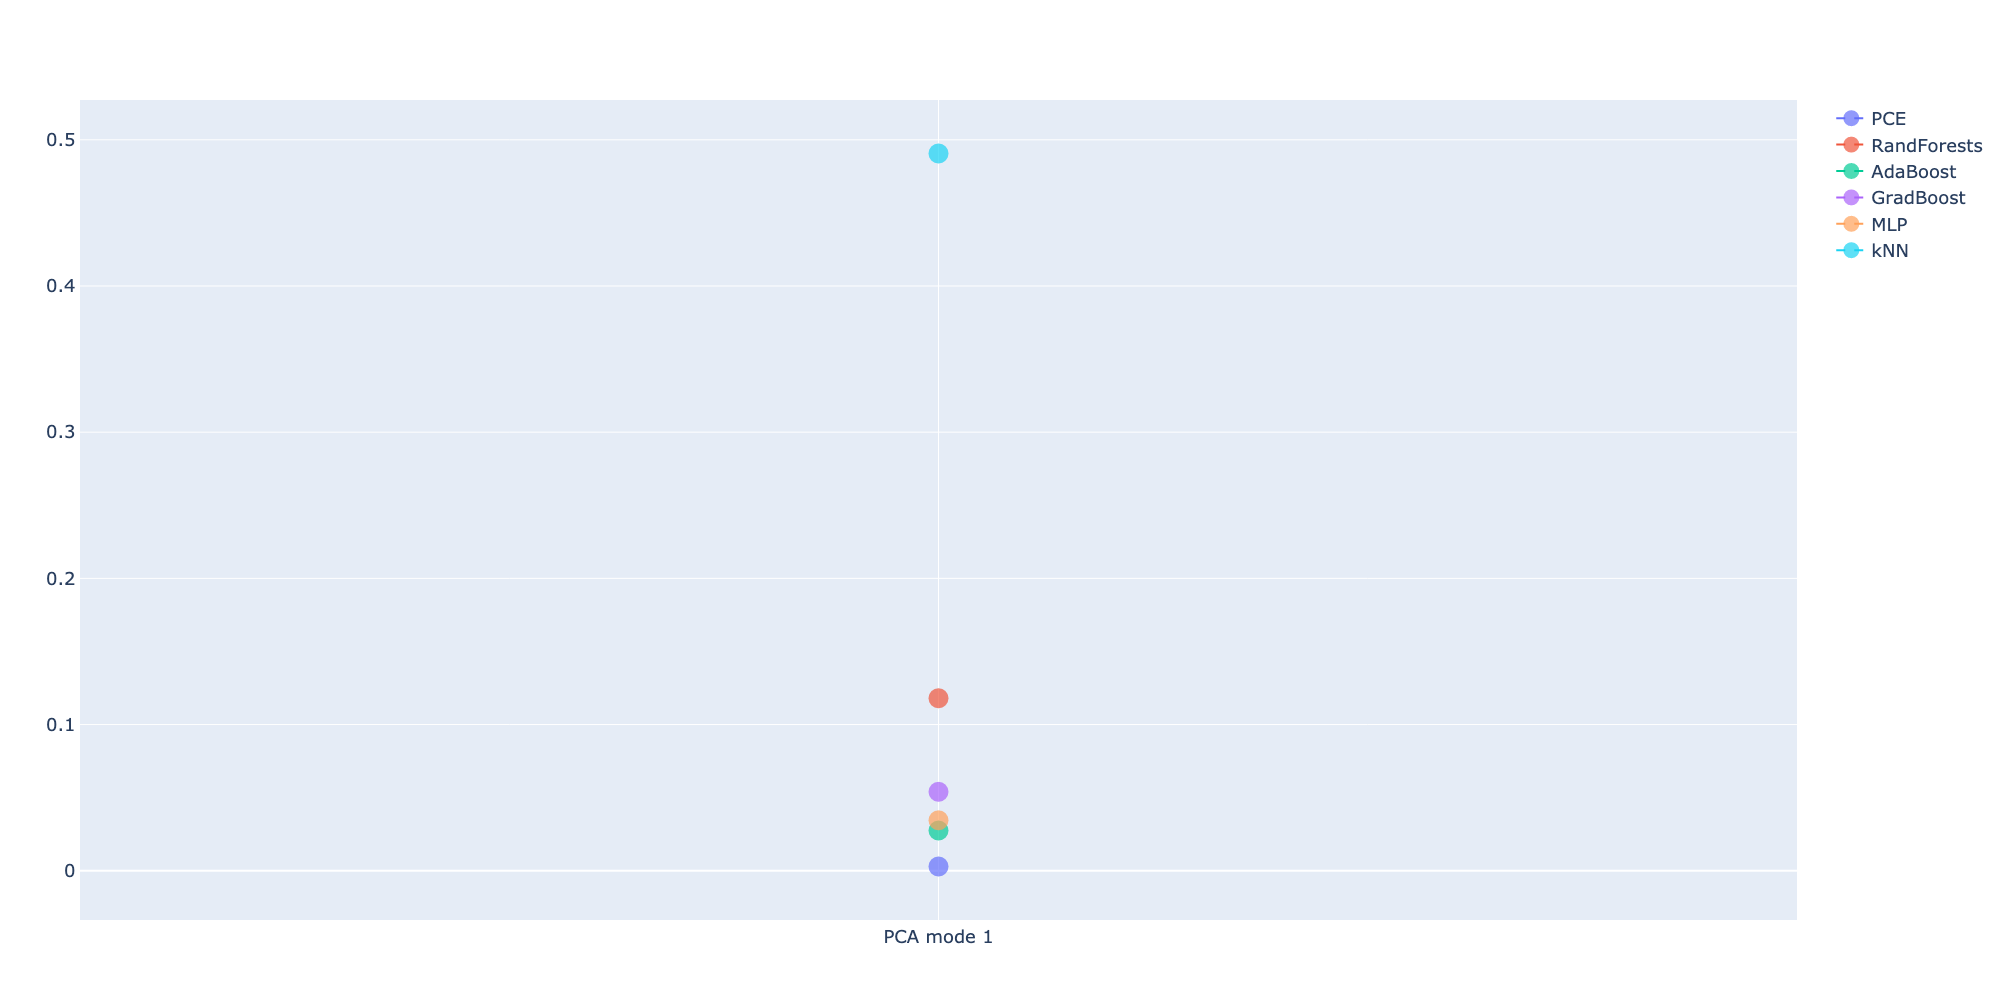 0.5
0.4
0.3
0.2
0.1
0
PCA mode 1
PCE
RandForests
AdaBoost
GradBoost
MLP
kNN